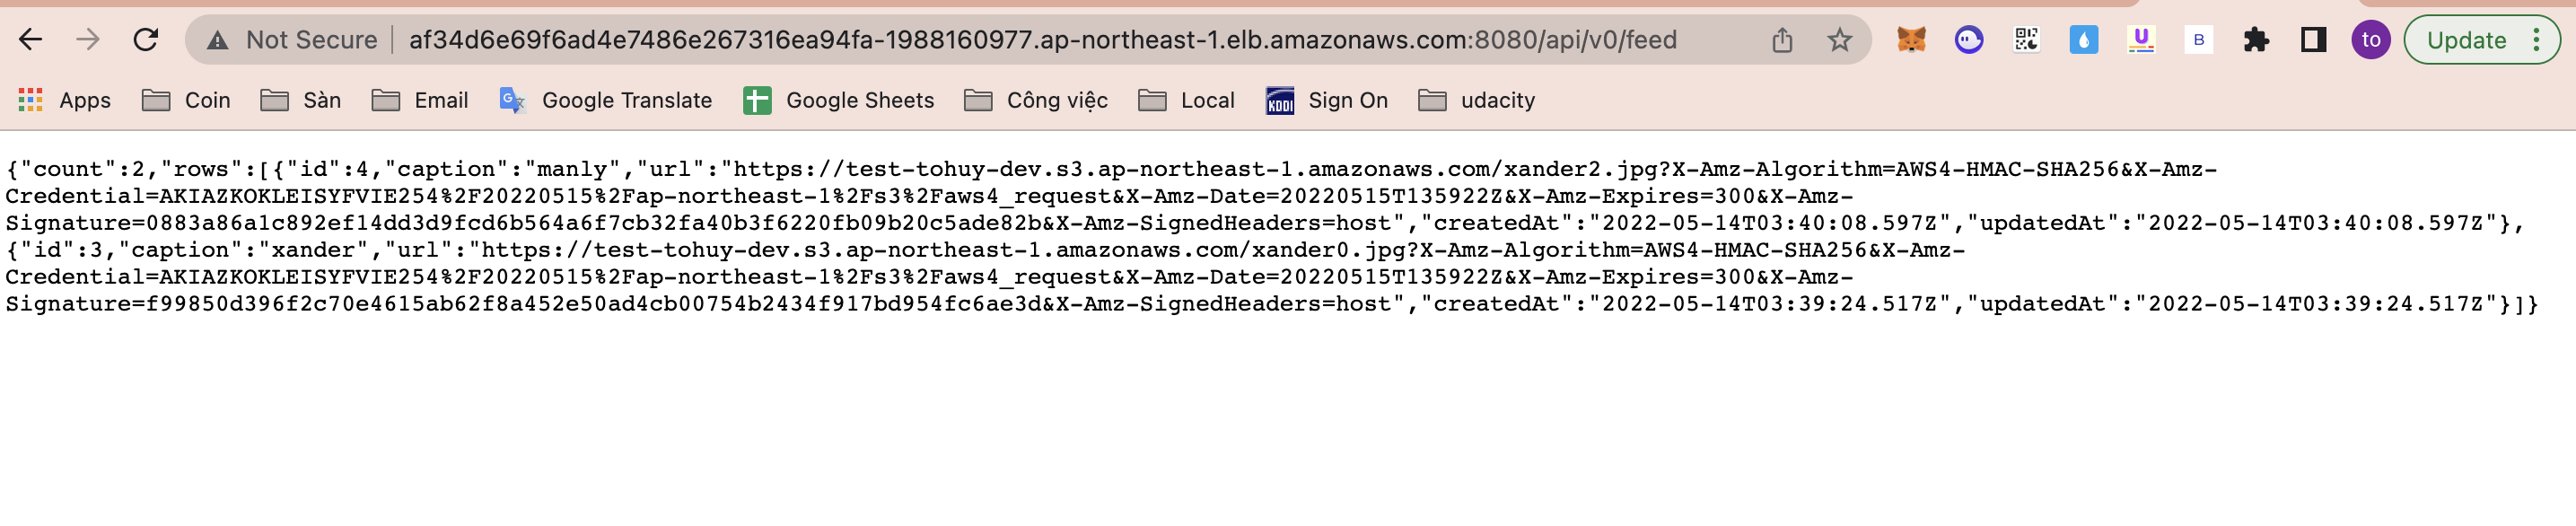 Not Secure af34d6e69f6ad4e7486e267316ea94fa-1988160977.ap-northeast-1.elb.amazonaws.com:8080/api/v0/feed to Update
Apps Coin Sàn Email Google Translate Google Sheets Công việc Local KDDI Sign On udacity
{"count":2,"rows":[{"id":4,"caption":"manly","url":"https://test-tohuy-dev.s3.ap-northeast-1.amazonaws.com/xander2.jpg?X-Amz-Algorithm=AWS4-HMAC-SHA256&X-Amz-
Credential=AKIAZKOKLEISYFVIE254%2F20220515%2Fap-northeast-1%2Fs3%2Faws4_request&X-Amz-Date=20220515T135922Z&X-Amz-Expires=300&X-Amz-
Signature=0883a86a1c892ef14dd3d9fcd6b564a6f7cb32fa40b3f6220fb09b20c5ade82b&X-Amz-SignedHeaders=host","createdAt":"2022-05-14T03:40:08.597Z","updatedAt":"2022-05-14T03:40:08.597Z"},
{"id":3,"caption":"xander","url":"https://test-tohuy-dev.s3.ap-northeast-1.amazonaws.com/xander0.jpg?X-Amz-Algorithm=AWS4-HMAC-SHA256&X-Amz-
Credential=AKIAZKOKLEISYFVIE254%2F20220515%2Fap-northeast-1%2Fs3%2Faws4_request&X-Amz-Date=20220515T135922Z&X-Amz-Expires=300&X-Amz-
Signature=f99850d396f2c70e4615ab62f8a452e50ad4cb00754b2434f917bd954fc6ae3d&X-Amz-SignedHeaders=host","createdAt":"2022-05-14T03:39:24.517Z","updatedAt":"2022-05-14T03:39:24.517Z"}]}